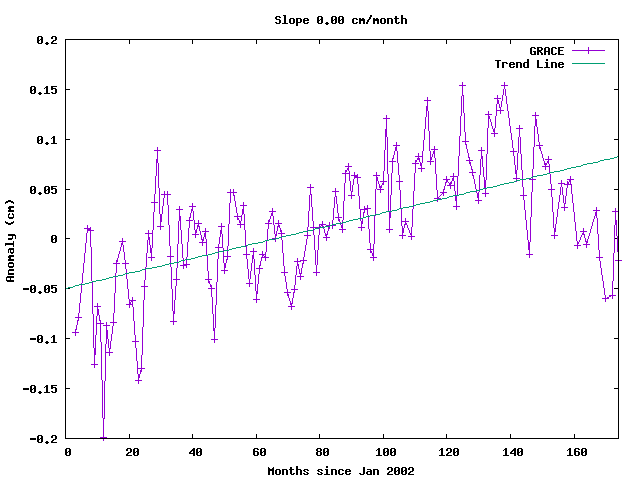 Slope 0.00 cm/month
GRACE
Trend Line
0.2
0.15
0.1
0.05
0
-0.05
-0.1
-0.15
-0.2
Anomaly (cm)
0 20 40 60 80 100 120 140 160
Months since Jan 2002